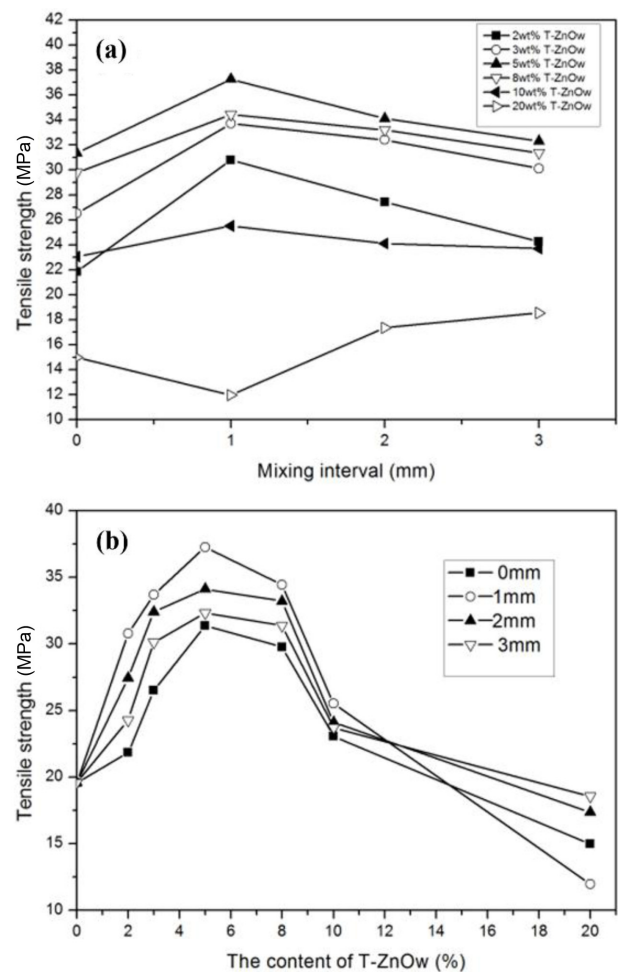 (a)
2wt% T-ZnOw
3wt% T-ZnOw
5wt% T-ZnOw
8wt% T-ZnOw
10wt% T-ZnOw
20wt% T-ZnOw
Tensile strength (MPa)
42
40
38
36
34
32
30
28
26
24
22
20
18
16
14
12
10
0 1 2 3
Mixing interval (mm)
(b)
0mm
1mm
2mm
3mm
Tensile strength (MPa)
40
35
30
25
20
15
10
0 2 4 6 8 10 12 14 16 18 20
The content of T-ZnOw (%)